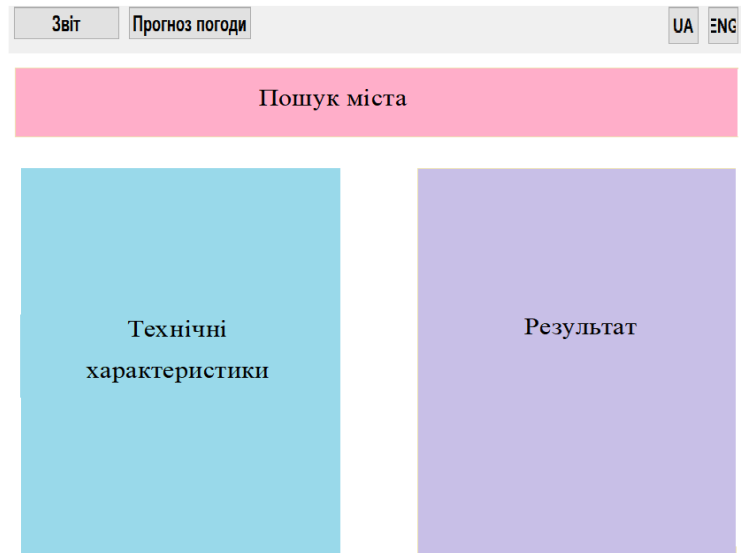 Звіт Прогноз погоди UA ENG
Пошук міста
Технічні
характеристики
Результат